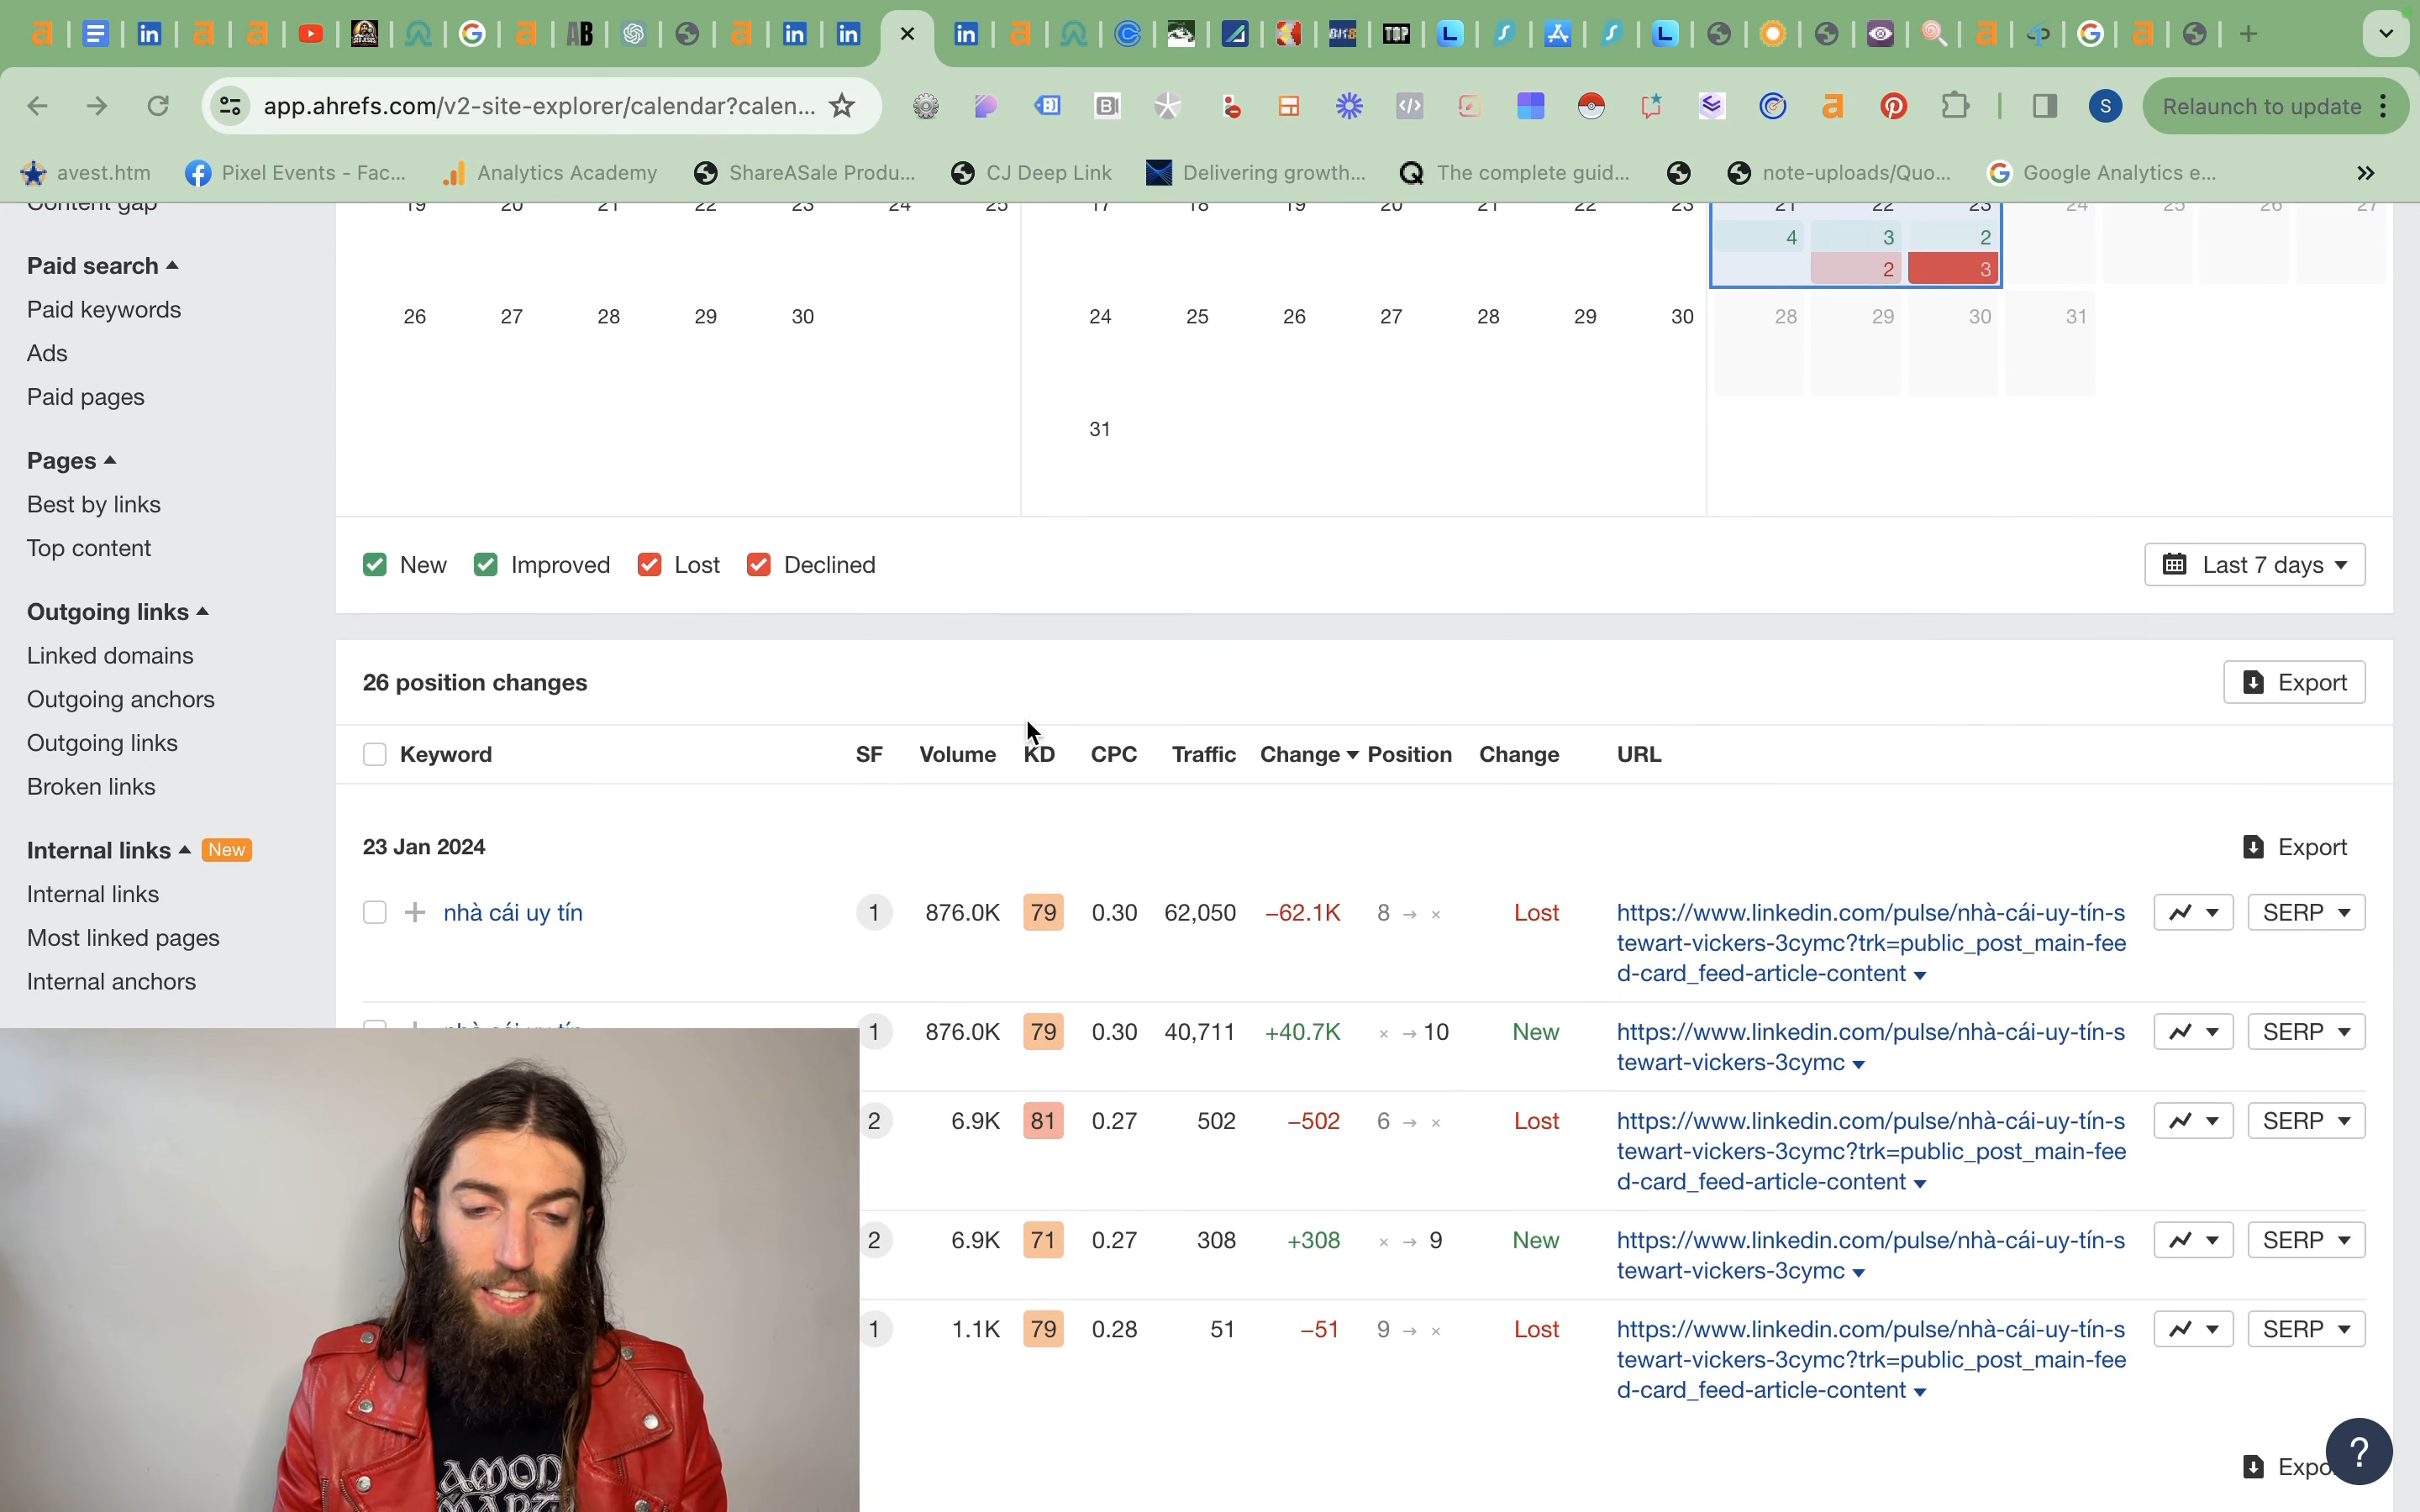 app.ahrefs.com/v2-site-explorer/calendar?calen...
S
Relaunch to update
avest.htm
Pixel Events - Fac...
Analytics Academy
ShareASale Produ...
CJ Deep Link
Delivering growth...
The complete guid...
note-uploads/Quo...
Google Analytics e...
Content gap
Paid search
Paid keywords
Ads
Paid pages
Pages
Best by links
Top content
Outgoing links
Linked domains
Outgoing anchors
Outgoing links
Broken links
Internal links New
Internal links
Most linked pages
Internal anchors
19 20 21 22 23 24 25
26 27 28 29 30
17 18 19 20 21 22 23
24 25 26 27 28 29 30
31
21 22 23 24 25 26 27
4 3 2
2 3
28 29 30 31
New Improved Lost Declined
Last 7 days
26 position changes
Export
Keyword SF Volume KD CPC Traffic Change Position Change URL
23 Jan 2024
Export
nhà cái uy tín 1 876.0K 79 0.30 62,050 −62.1K 8 → × Lost https://www.linkedin.com/pulse/nhà-cái-uy-tín-s
tewart-vickers-3cymc?trk=public_post_main-fee
d-card_feed-article-content
SERP
nhà cái uy tín 1 876.0K 79 0.30 40,711 +40.7K × → 10 New https://www.linkedin.com/pulse/nhà-cái-uy-tín-s
tewart-vickers-3cymc
SERP
2 6.9K 81 0.27 502 −502 6 → × Lost https://www.linkedin.com/pulse/nhà-cái-uy-tín-s
tewart-vickers-3cymc?trk=public_post_main-fee
d-card_feed-article-content
SERP
2 6.9K 71 0.27 308 +308 × → 9 New https://www.linkedin.com/pulse/nhà-cái-uy-tín-s
tewart-vickers-3cymc
SERP
1 1.1K 79 0.28 51 −51 9 → × Lost https://www.linkedin.com/pulse/nhà-cái-uy-tín-s
tewart-vickers-3cymc?trk=public_post_main-fee
d-card_feed-article-content
SERP
Expo
?
AMON